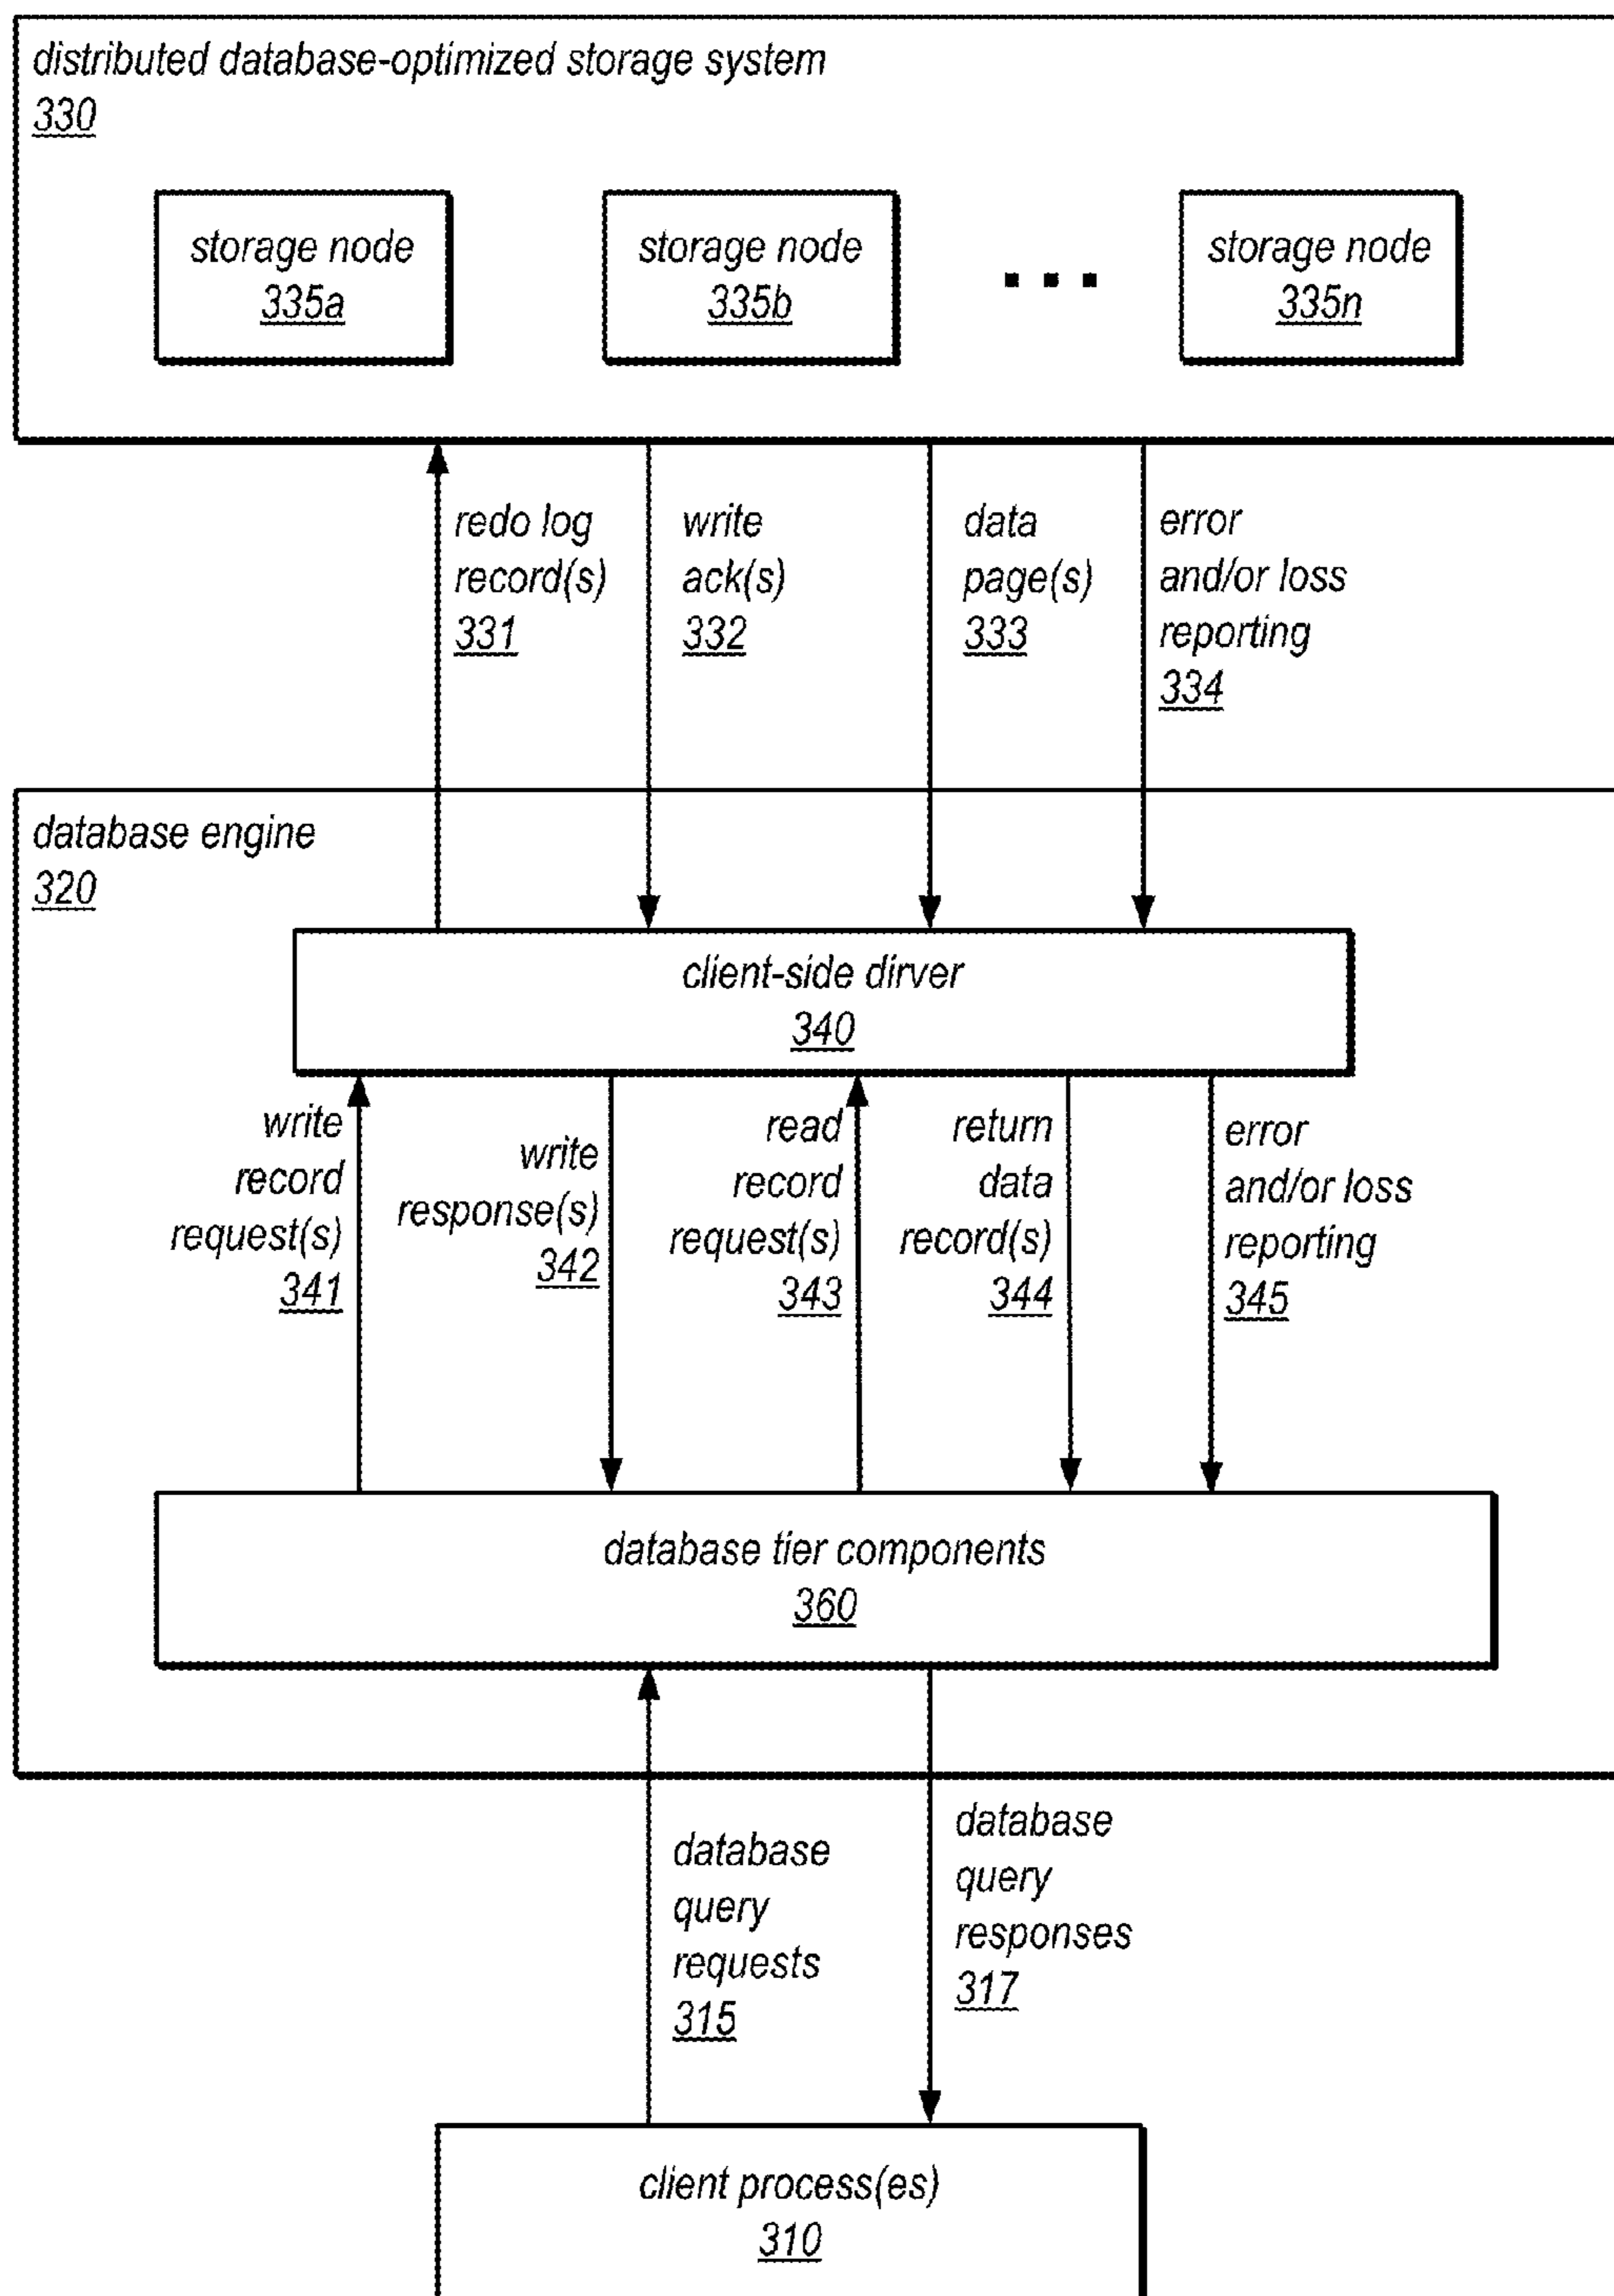 distributed database-optimized storage system
330
storage node
335a
storage node
335b
storage node
335n
redo log
record(s)
331
write
ack(s)
332
data
page(s)
333
error
and/or loss
reporting
334
database engine
320
client-side dirver
340
write
record
request(s)
341
write
response(s)
342
read
record
request(s)
343
return
data
record(s)
344
error
and/or loss
reporting
345
database tier components
360
database
query
requests
315
database
query
responses
317
client process(es)
310